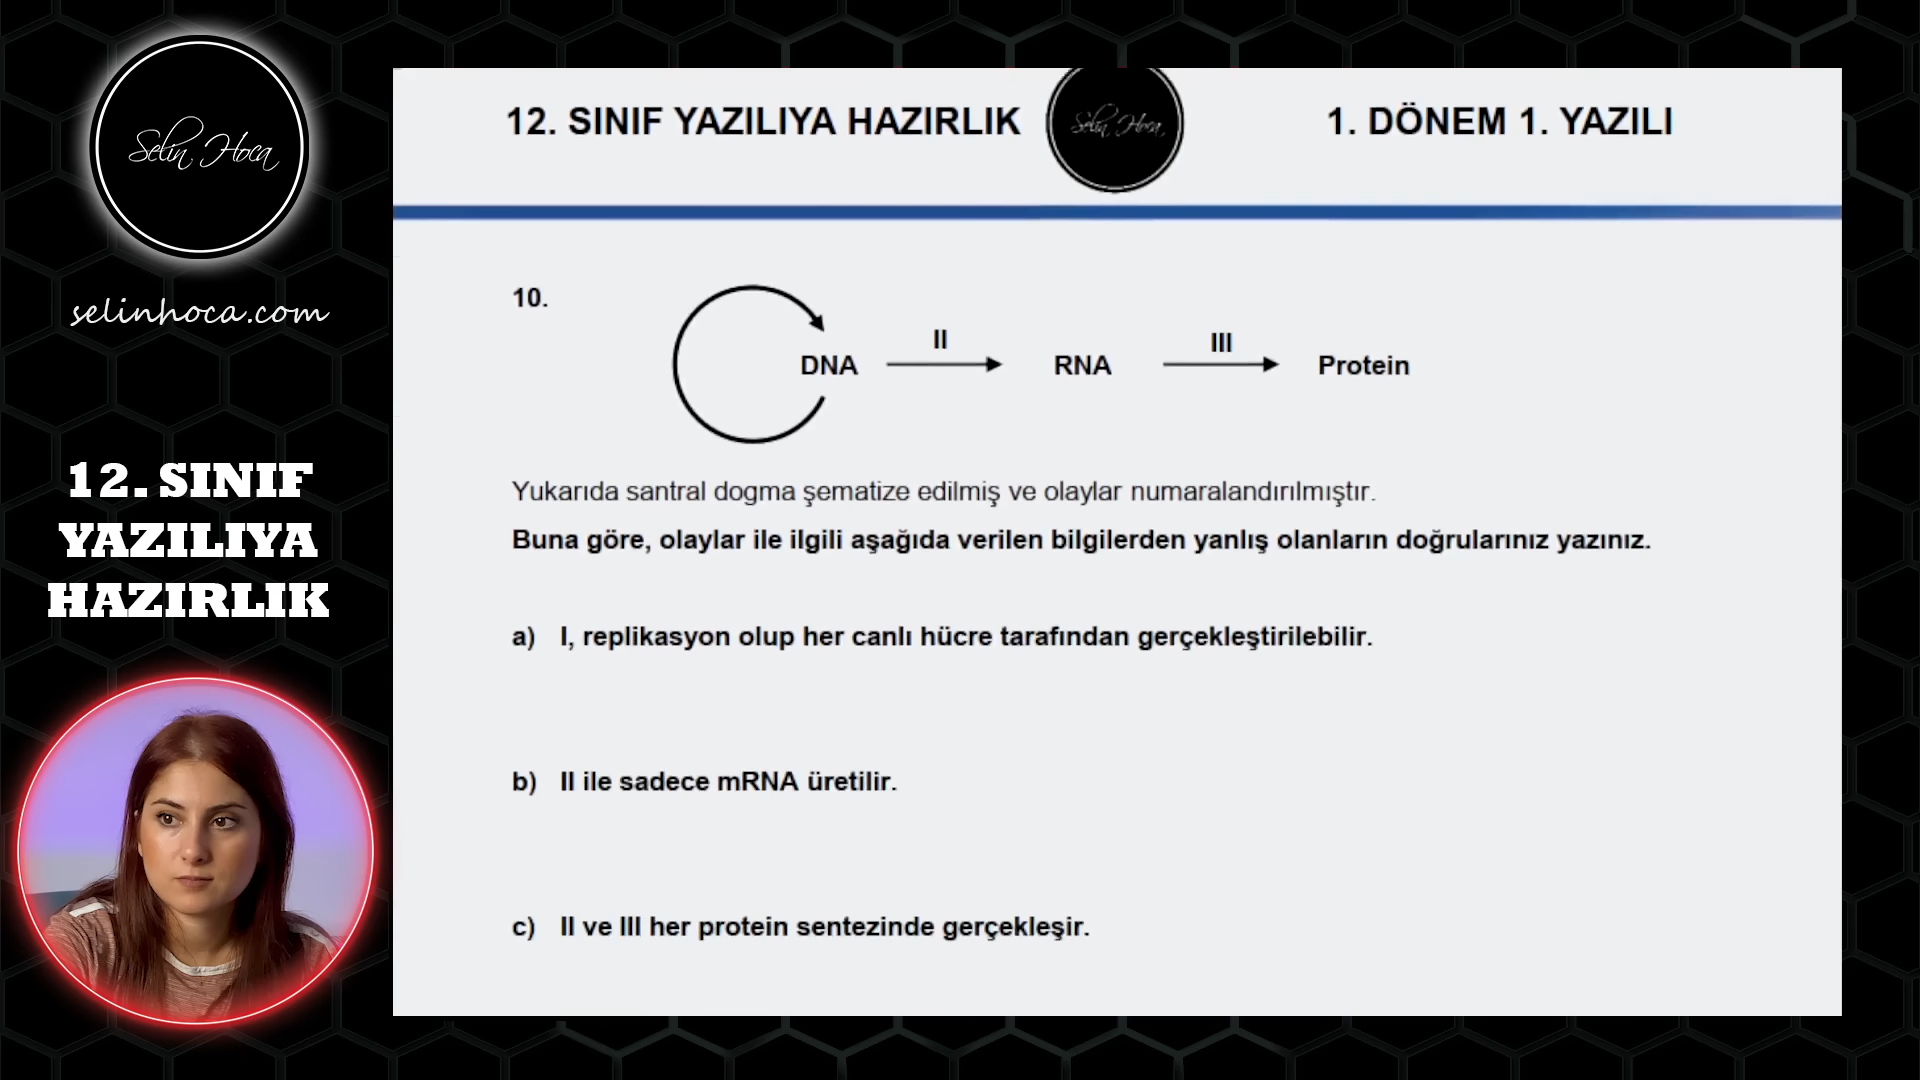 Selin Hoca
selinhoca.com
12. SINIF
YAZILIYA
HAZIRLIK
12. SINIF YAZILIYA HAZIRLIK
Selin Hoca
1. DÖNEM 1. YAZILI
10.
DNA
II
RNA
III
Protein
Yukarıda santral dogma şematize edilmiş ve olaylar numaralandırılmıştır.
Buna göre, olaylar ile ilgili aşağıda verilen bilgilerden yanlış olanların doğrularınız yazınız.
a) I, replikasyon olup her canlı hücre tarafından gerçekleştirilebilir.
b) II ile sadece mRNA üretilir.
c) II ve III her protein sentezinde gerçekleşir.